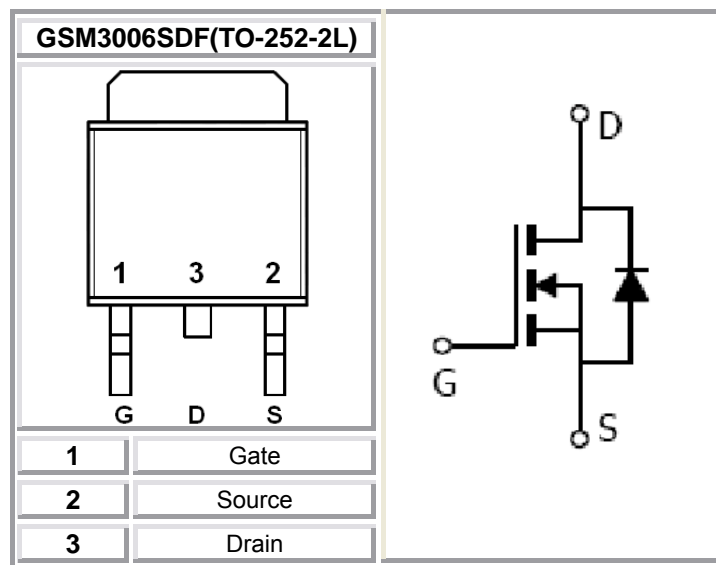 GSM3006SDF(TO-252-2L)
1 3 2
G D S
1 Gate
2 Source
3 Drain
D
G
S